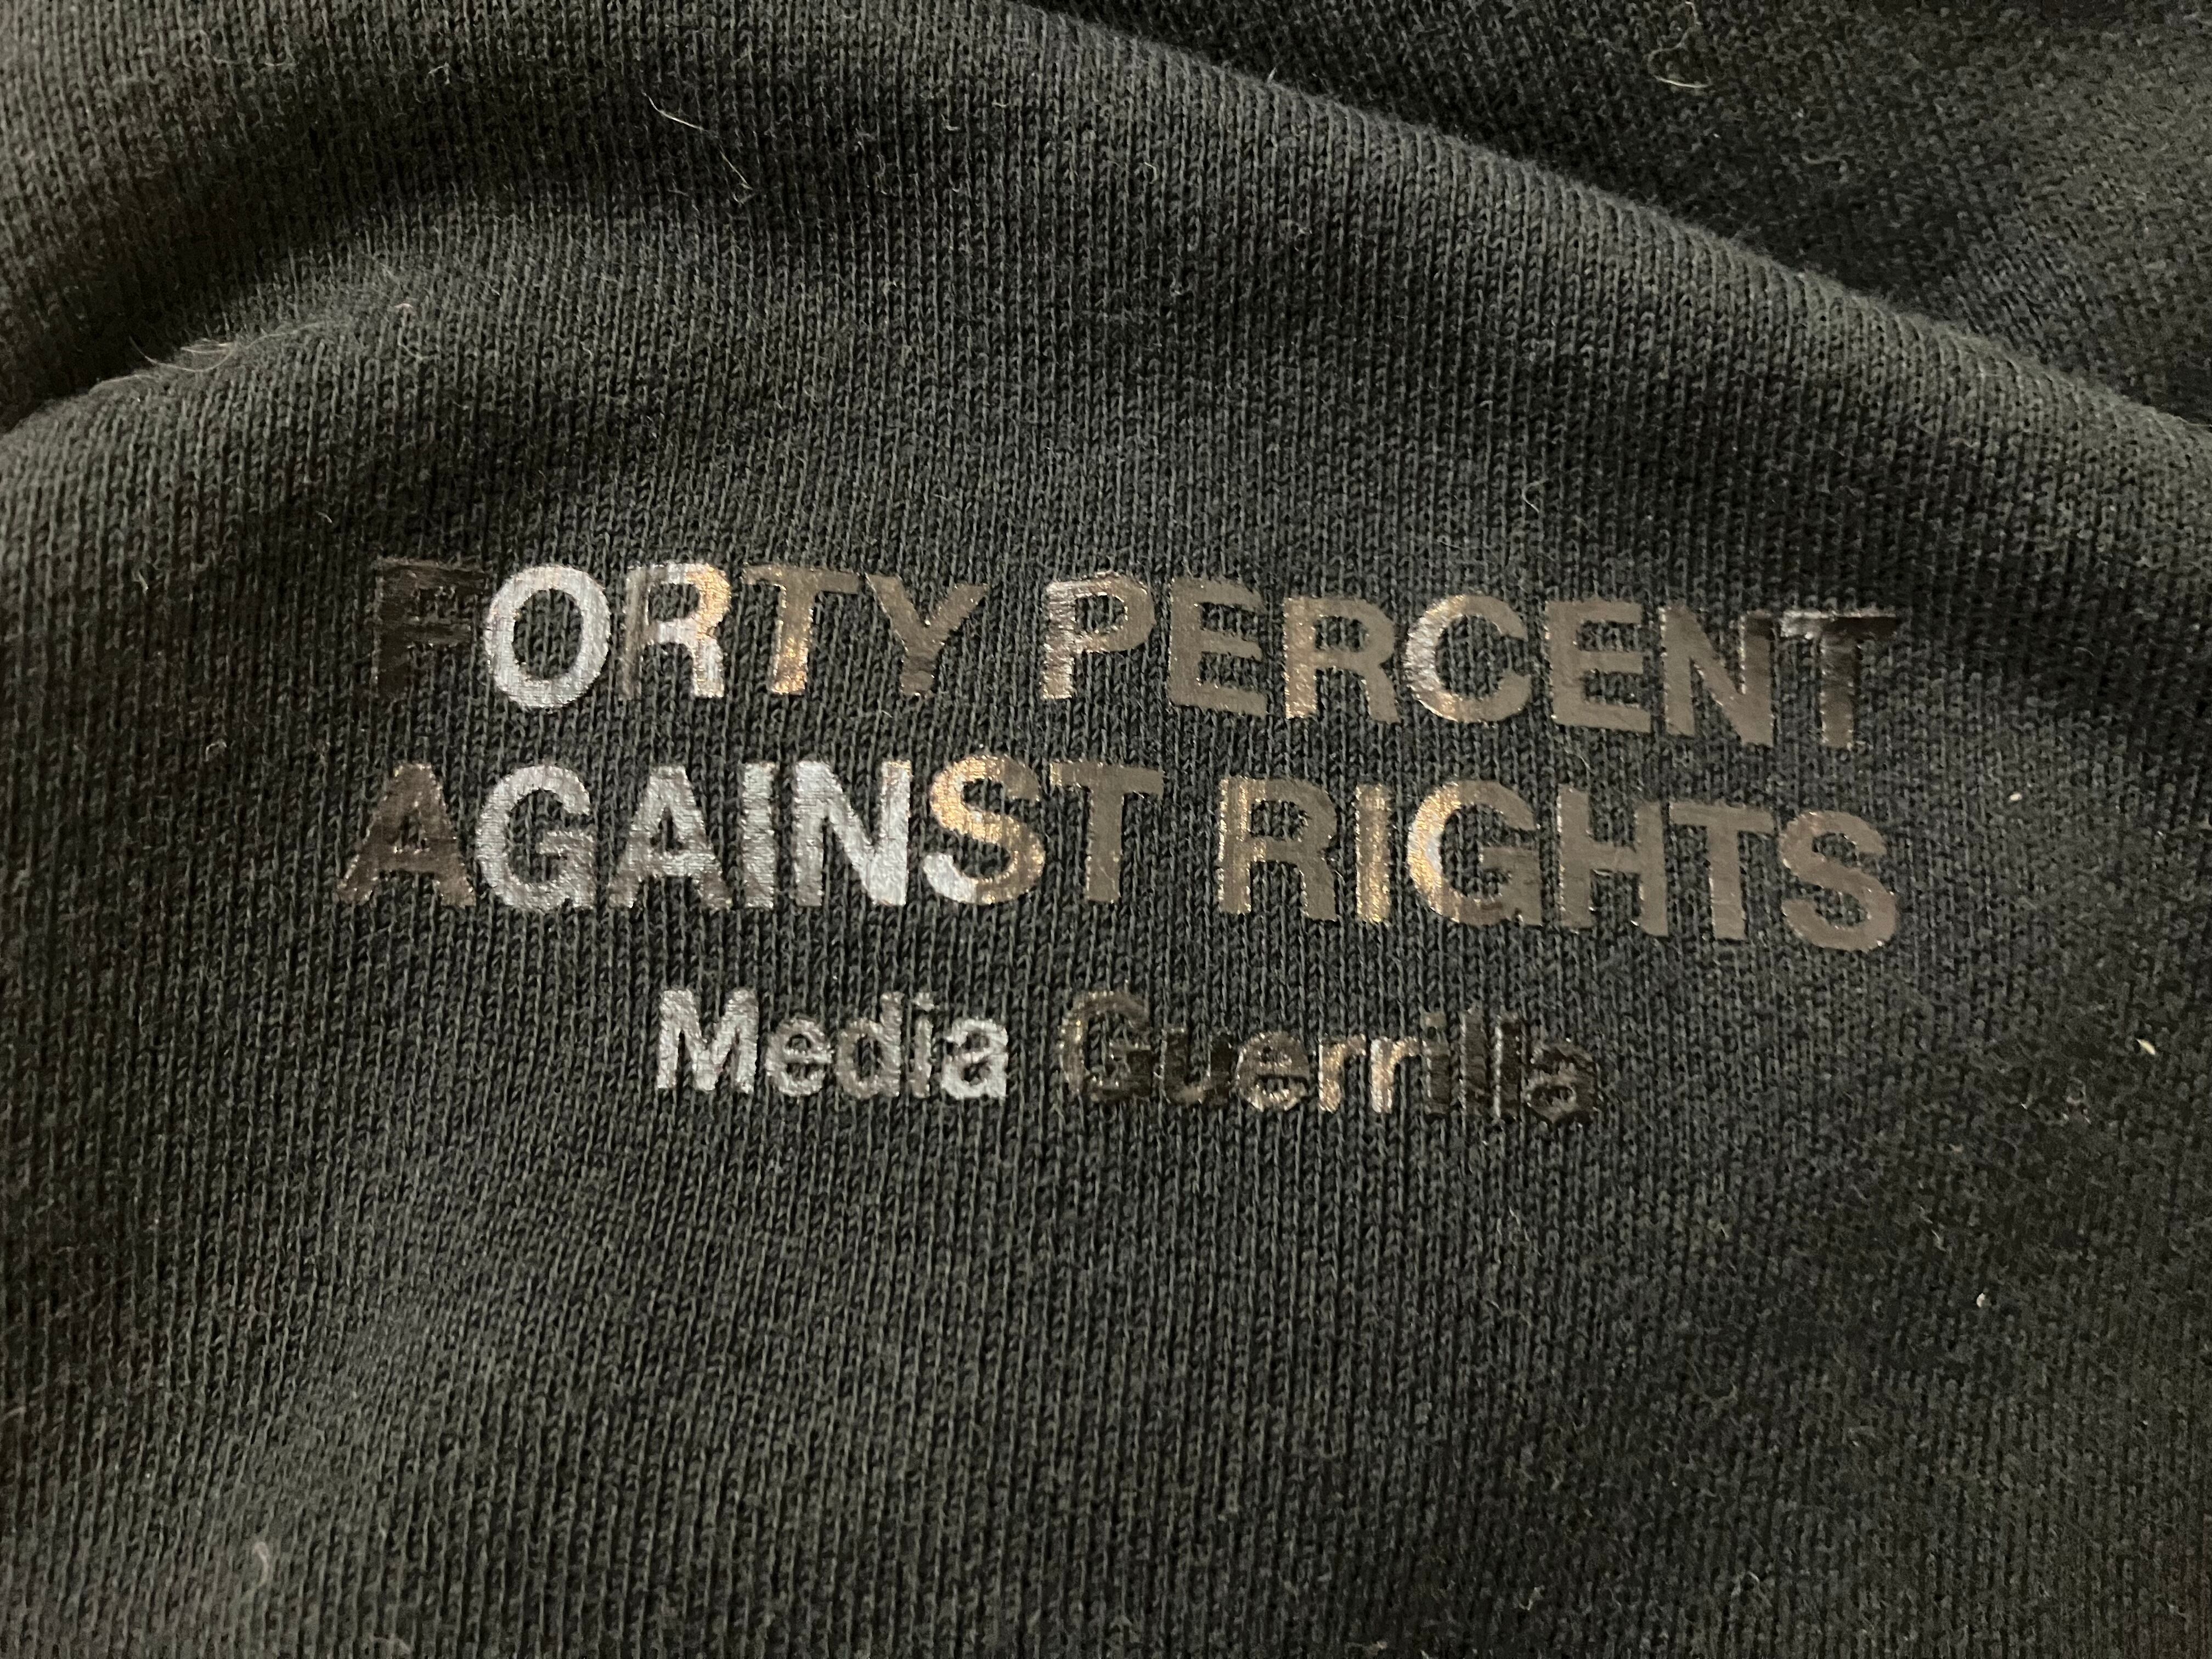 FORTY PERCENT
AGAINST RIGHTS
Media Guerrilla